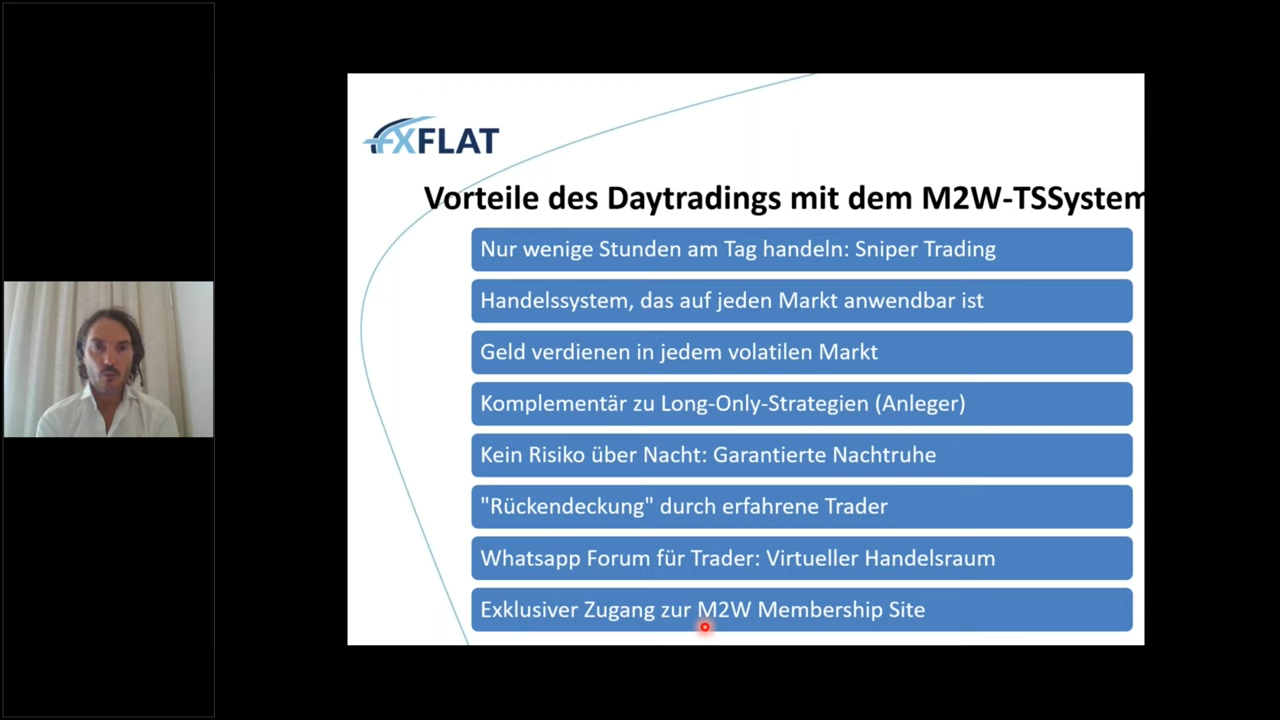 FXFLAT
Vorteile des Daytradings mit dem M2W-TSSystem
Nur wenige Stunden am Tag handeln: Sniper Trading
Handelssystem, das auf jeden Markt anwendbar ist
Geld verdienen in jedem volatilen Markt
Komplementär zu Long-Only-Strategien (Anleger)
Kein Risiko über Nacht: Garantierte Nachtruhe
"Rückendeckung" durch erfahrene Trader
Whatsapp Forum für Trader: Virtueller Handelsraum
Exklusiver Zugang zur M2W Membership Site